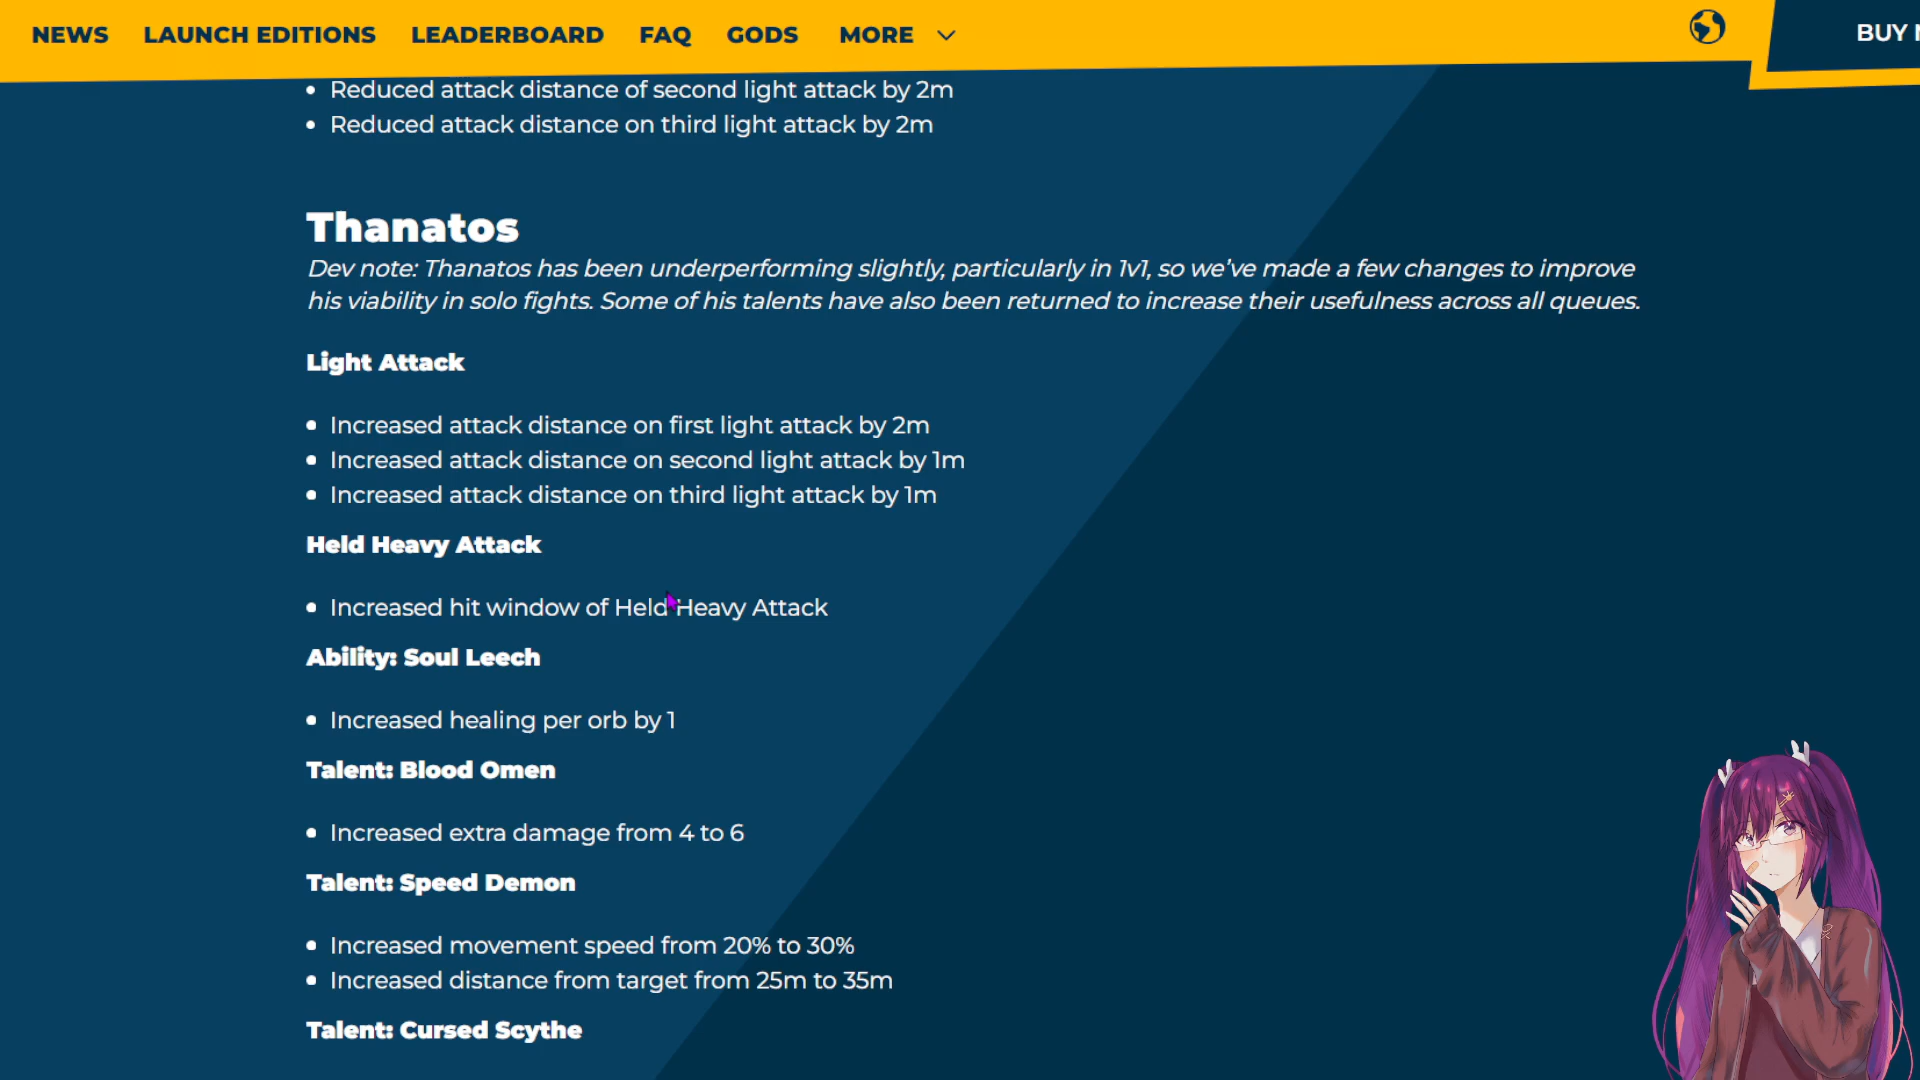 NEWS LAUNCH EDITIONS LEADERBOARD FAQ GODS MORE BUY
Reduced attack distance of second light attack by 2m
Reduced attack distance on third light attack by 2m
Thanatos
Dev note: Thanatos has been underperforming slightly, particularly in 1v1, so we've made a few changes to improve
his viability in solo fights. Some of his talents have also been returned to increase their usefulness across all queues.
Light Attack
Increased attack distance on first light attack by 2m
Increased attack distance on second light attack by 1m
Increased attack distance on third light attack by 1m
Held Heavy Attack
Increased hit window of Held Heavy Attack
Ability: Soul Leech
Increased healing per orb by 1
Talent: Blood Omen
Increased extra damage from 4 to 6
Talent: Speed Demon
Increased movement speed from 20% to 30%
Increased distance from target from 25m to 35m
Talent: Cursed Scythe